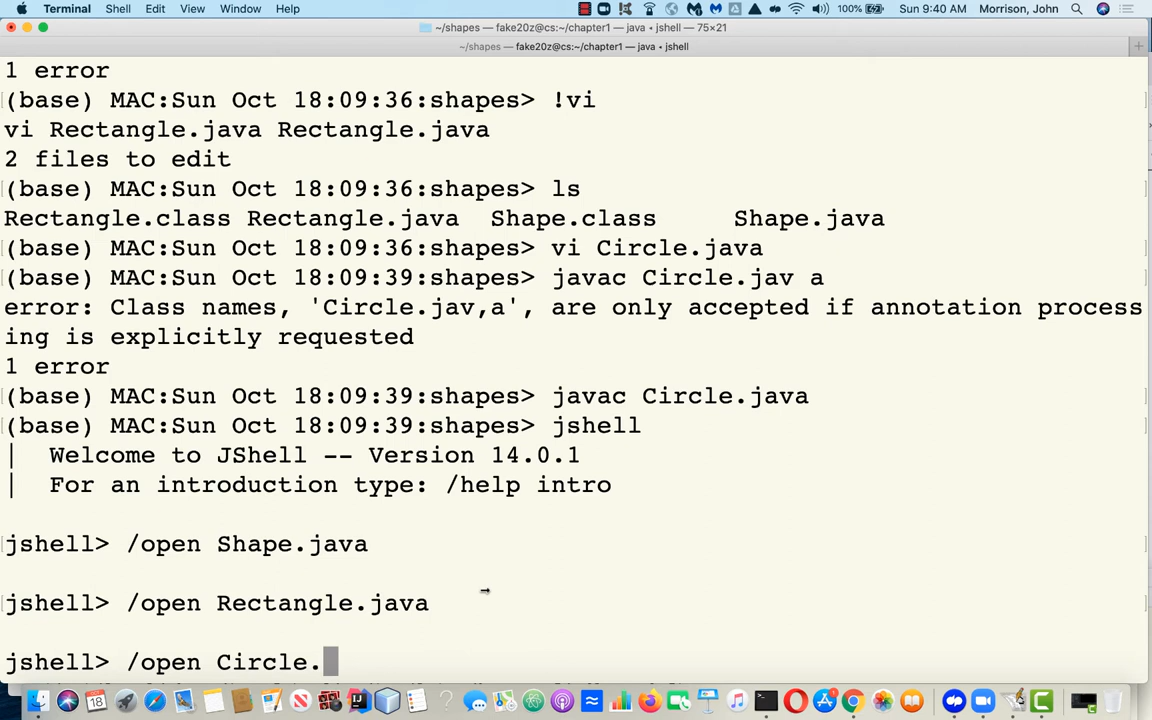 Terminal Shell Edit View Window Help 100% Sun 9:40 AM Morrison, John
~/shapes — fake20z@cs:~/chapter1 — java • jshell — 75×21
~/shapes — fake20z@cs:~/chapter1 — java • jshell
1 error
(base) MAC:Sun Oct 18:09:36:shapes> !vi
vi Rectangle.java Rectangle.java
2 files to edit
(base) MAC:Sun Oct 18:09:36:shapes> ls
Rectangle.class Rectangle.java Shape.class Shape.java
(base) MAC:Sun Oct 18:09:36:shapes> vi Circle.java
(base) MAC:Sun Oct 18:09:39:shapes> javac Circle.jav a
error: Class names, 'Circle.jav,a', are only accepted if annotation process
ing is explicitly requested
1 error
(base) MAC:Sun Oct 18:09:39:shapes> javac Circle.java
(base) MAC:Sun Oct 18:09:39:shapes> jshell
| Welcome to JShell -- Version 14.0.1
| For an introduction type: /help intro
jshell> /open Shape.java
jshell> /open Rectangle.java
jshell> /open Circle.